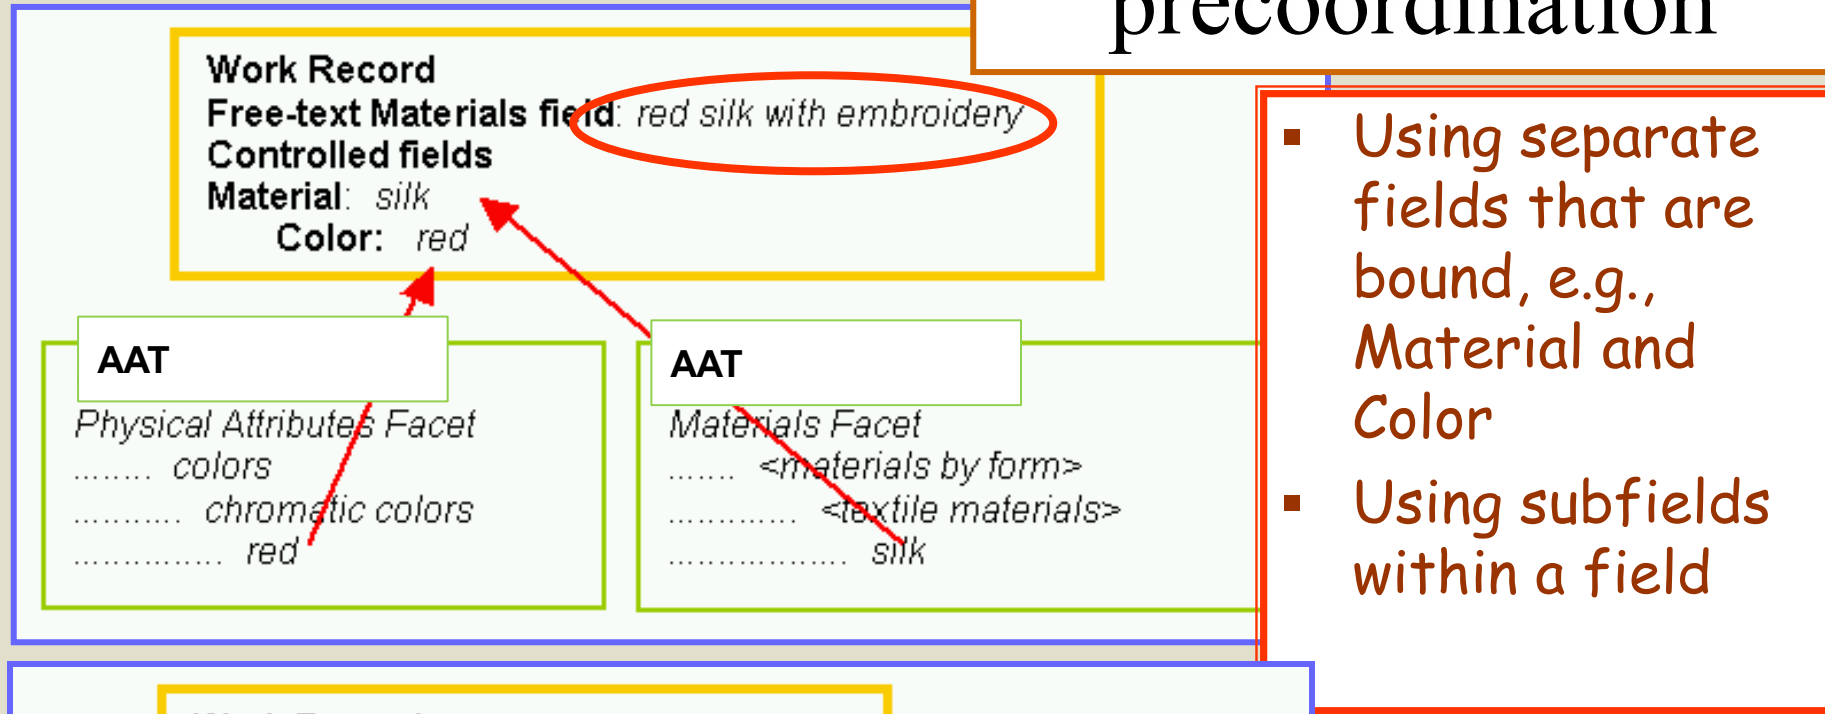 precoordination
Work Record
Free-text Materials field: red silk with embroidery
Controlled fields
Material: silk
Color: red
AAT
Physical Attributes Facet
........ colors
........... chromatic colors
............... red
AAT
Materials Facet
....... <materials by form>
............. <textile materials>
.................. silk
▪ Using separate
fields that are
bound, e.g.,
Material and
Color
▪ Using subfields
within a field